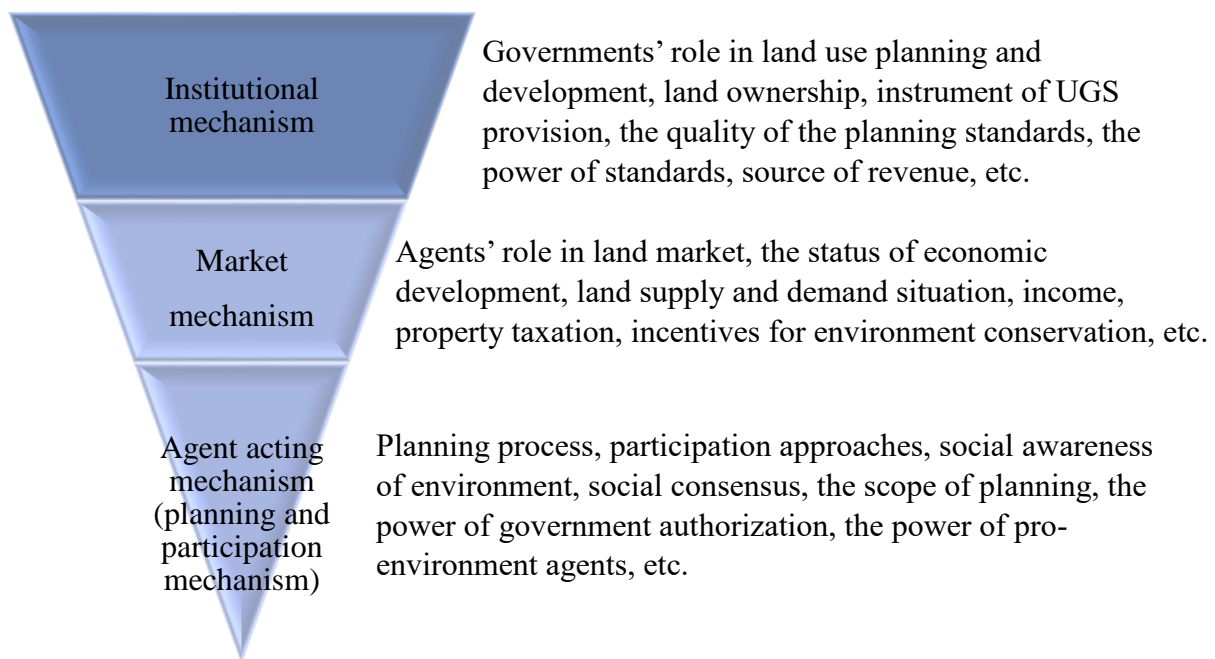 Institutional
mechanism
Governments’ role in land use planning and
development, land ownership, instrument of UGS
provision, the quality of the planning standards, the
power of standards, source of revenue, etc.
Market
mechanism
Agents’ role in land market, the status of economic
development, land supply and demand situation, income,
property taxation, incentives for environment conservation, etc.
Agent acting
mechanism
(planning and
participation
mechanism)
Planning process, participation approaches, social awareness
of environment, social consensus, the scope of planning, the
power of government authorization, the power of pro-
environment agents, etc.